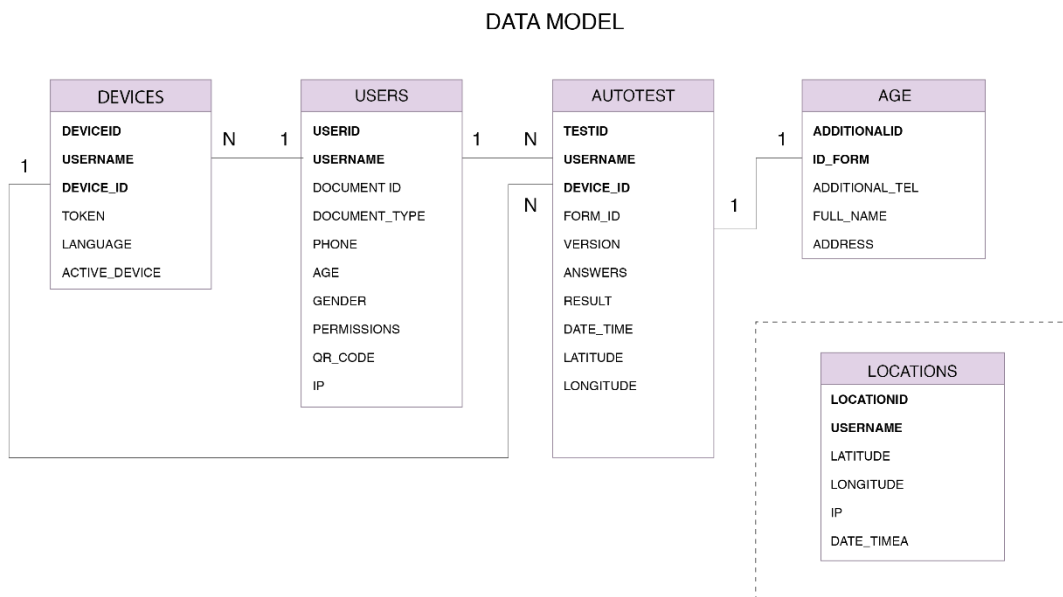 DATA MODEL
DEVICES
DEVICEID
USERNAME
DEVICE_ID
TOKEN
LANGUAGE
ACTIVE_DEVICE
1
N
1
USERS
USERID
USERNAME
DOCUMENT ID
DOCUMENT_TYPE
PHONE
AGE
GENDER
PERMISSIONS
QR_CODE
IP
1
N
N
AUTOTEST
TESTID
USERNAME
DEVICE_ID
FORM_ID
VERSION
ANSWERS
RESULT
DATE_TIME
LATITUDE
LONGITUDE
1
1
AGE
ADDITIONALID
ID_FORM
ADDITIONAL_TEL
FULL_NAME
ADDRESS
LOCATIONS
LOCATIONID
USERNAME
LATITUDE
LONGITUDE
IP
DATE_TIMEA